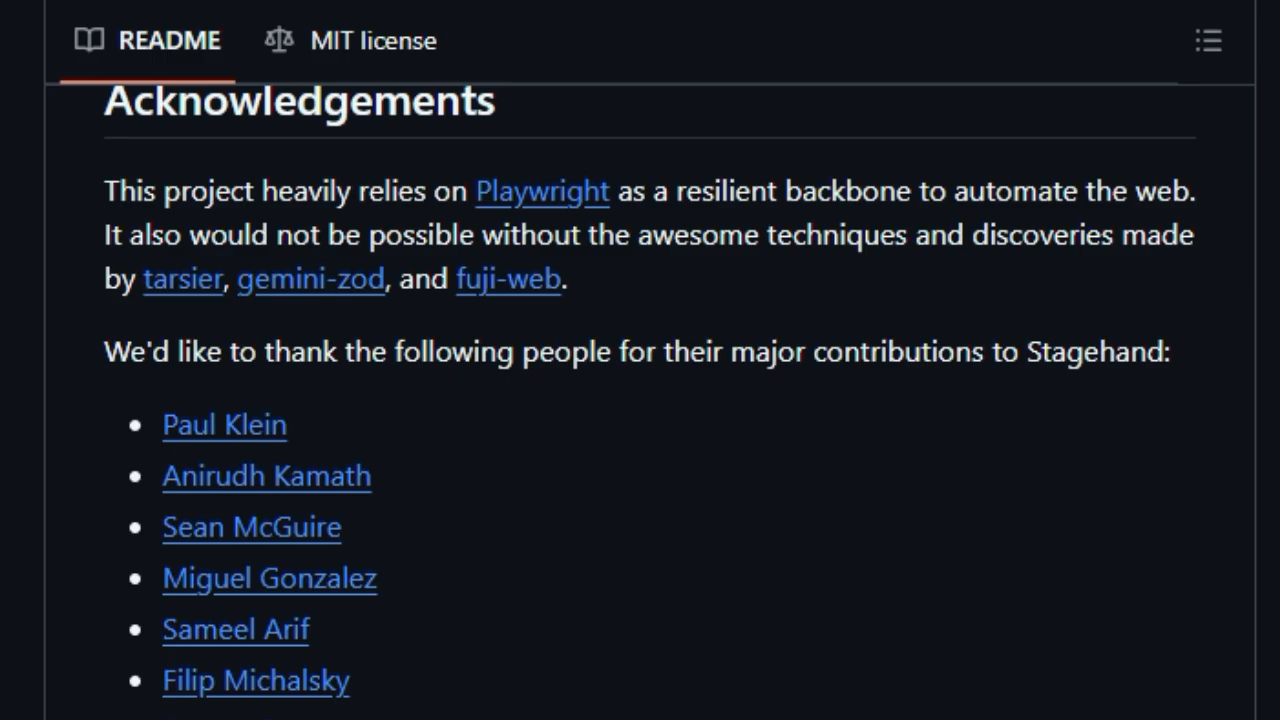 README
MIT license
Acknowledgements
This project heavily relies on Playwright as a resilient backbone to automate the web.
It also would not be possible without the awesome techniques and discoveries made
by tarsier, gemini-zod, and fuji-web.
We'd like to thank the following people for their major contributions to Stagehand:
Paul Klein
Anirudh Kamath
Sean McGuire
Miguel Gonzalez
Sameel Arif
Filip Michalsky